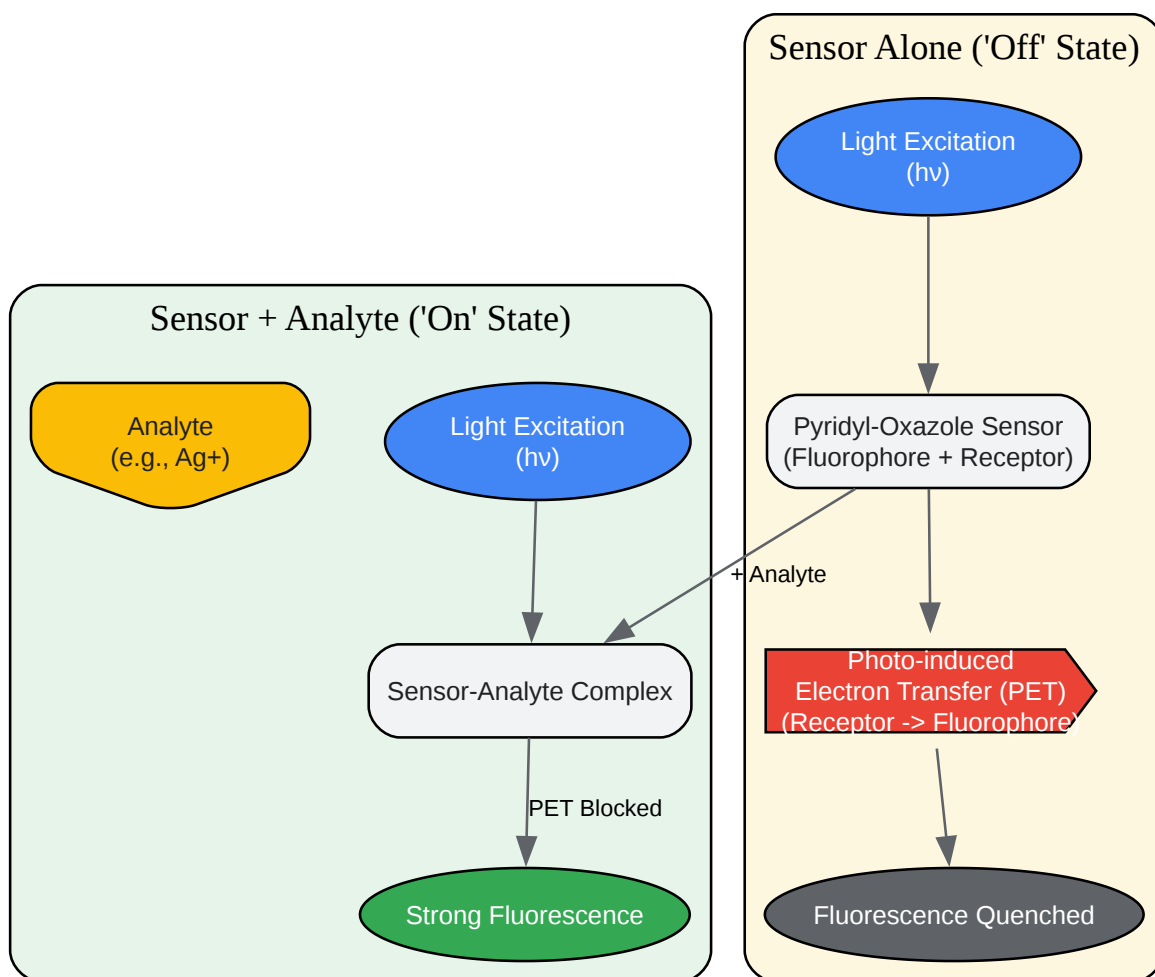 Sensor Alone ('Off' State)
Light Excitation
(hν)
Sensor + Analyte ('On' State)
Analyte
(e.g., Ag+)
Light Excitation
(hν)
Pyridyl-Oxazole Sensor
(Fluorophore + Receptor)
+ Analyte
Sensor-Analyte Complex
Photo-induced
Electron Transfer (PET)
(Receptor -> Fluorophore)
PET Blocked
Strong Fluorescence
Fluorescence Quenched